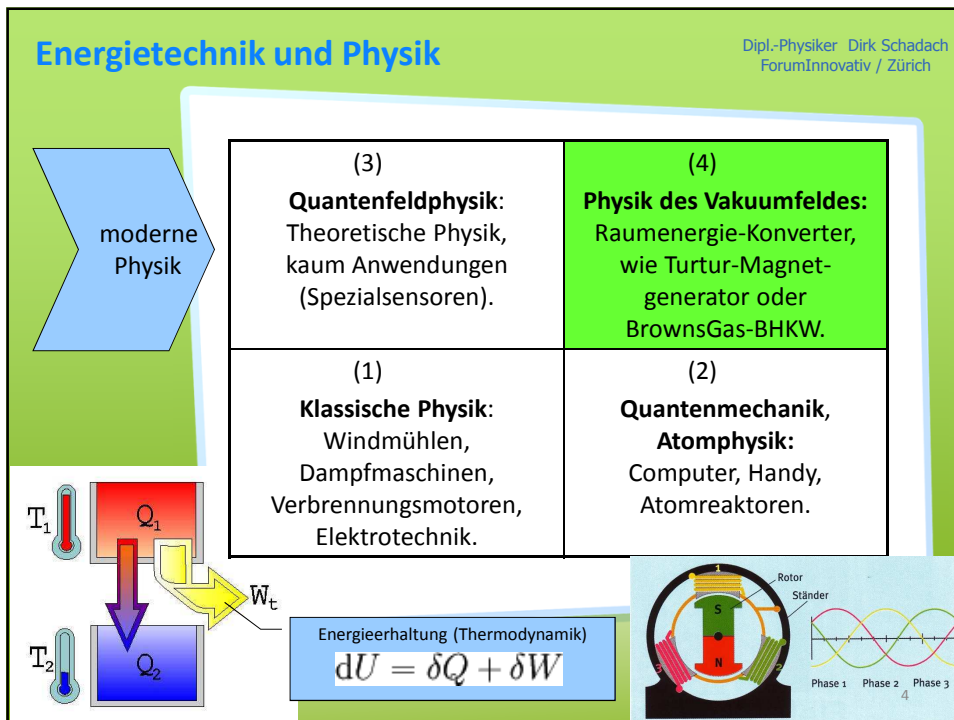 Energietechnik und Physik
Dipl.-Physiker Dirk Schadach
ForumInnovativ / Zürich
moderne
Physik
(3)
Quantenfeldphysik:
Theoretische Physik,
kaum Anwendungen
(Spezialsensoren).
(4)
Physik des Vakuumfeldes:
Raumenergie-Konverter,
wie Turtur-Magnet-
generator oder
BrownsGas-BHKW.
(1)
Klassische Physik:
Windmühlen,
Dampfmaschinen,
Verbrennungsmotoren,
Elektrotechnik.
(2)
Quantenmechanik,
Atomphysik:
Computer, Handy,
Atomreaktoren.
T₁
Q₁
Wₜ
T₂
Q₂
Energieerhaltung (Thermodynamik)
dU = δQ + δW
1
Rotor
Ständer
S
N
3
2
Phase 1 Phase 2 Phase 3
4